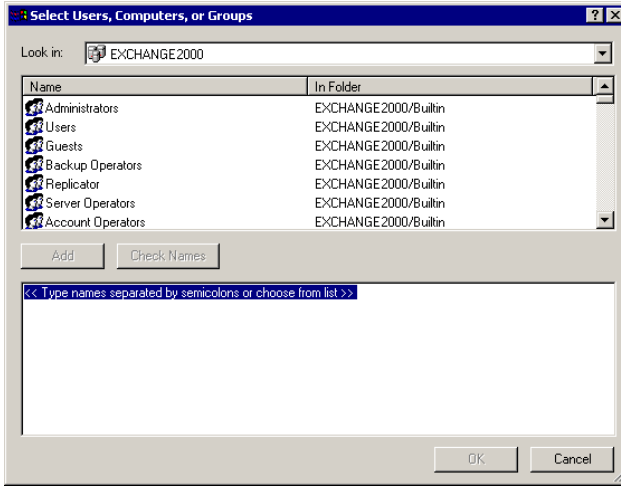 Select Users, Computers, or Groups
Look in: EXCHANGE2000
Name In Folder
Administrators EXCHANGE2000/Builtin
Users EXCHANGE2000/Builtin
Guests EXCHANGE2000/Builtin
Backup Operators EXCHANGE2000/Builtin
Replicator EXCHANGE2000/Builtin
Server Operators EXCHANGE2000/Builtin
Account Operators EXCHANGE2000/Builtin
Add Check Names
<< Type names separated by semicolons or choose from list >>
OK Cancel